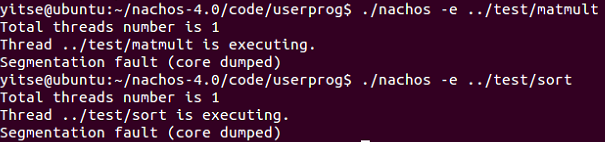 yitse@ubuntu:~/nachos-4.0/code/userprog$ ./nachos -e ../test/matmult
Total threads number is 1
Thread ../test/matmult is executing.
Segmentation fault (core dumped)
yitse@ubuntu:~/nachos-4.0/code/userprog$ ./nachos -e ../test/sort
Total threads number is 1
Thread ../test/sort is executing.
Segmentation fault (core dumped)